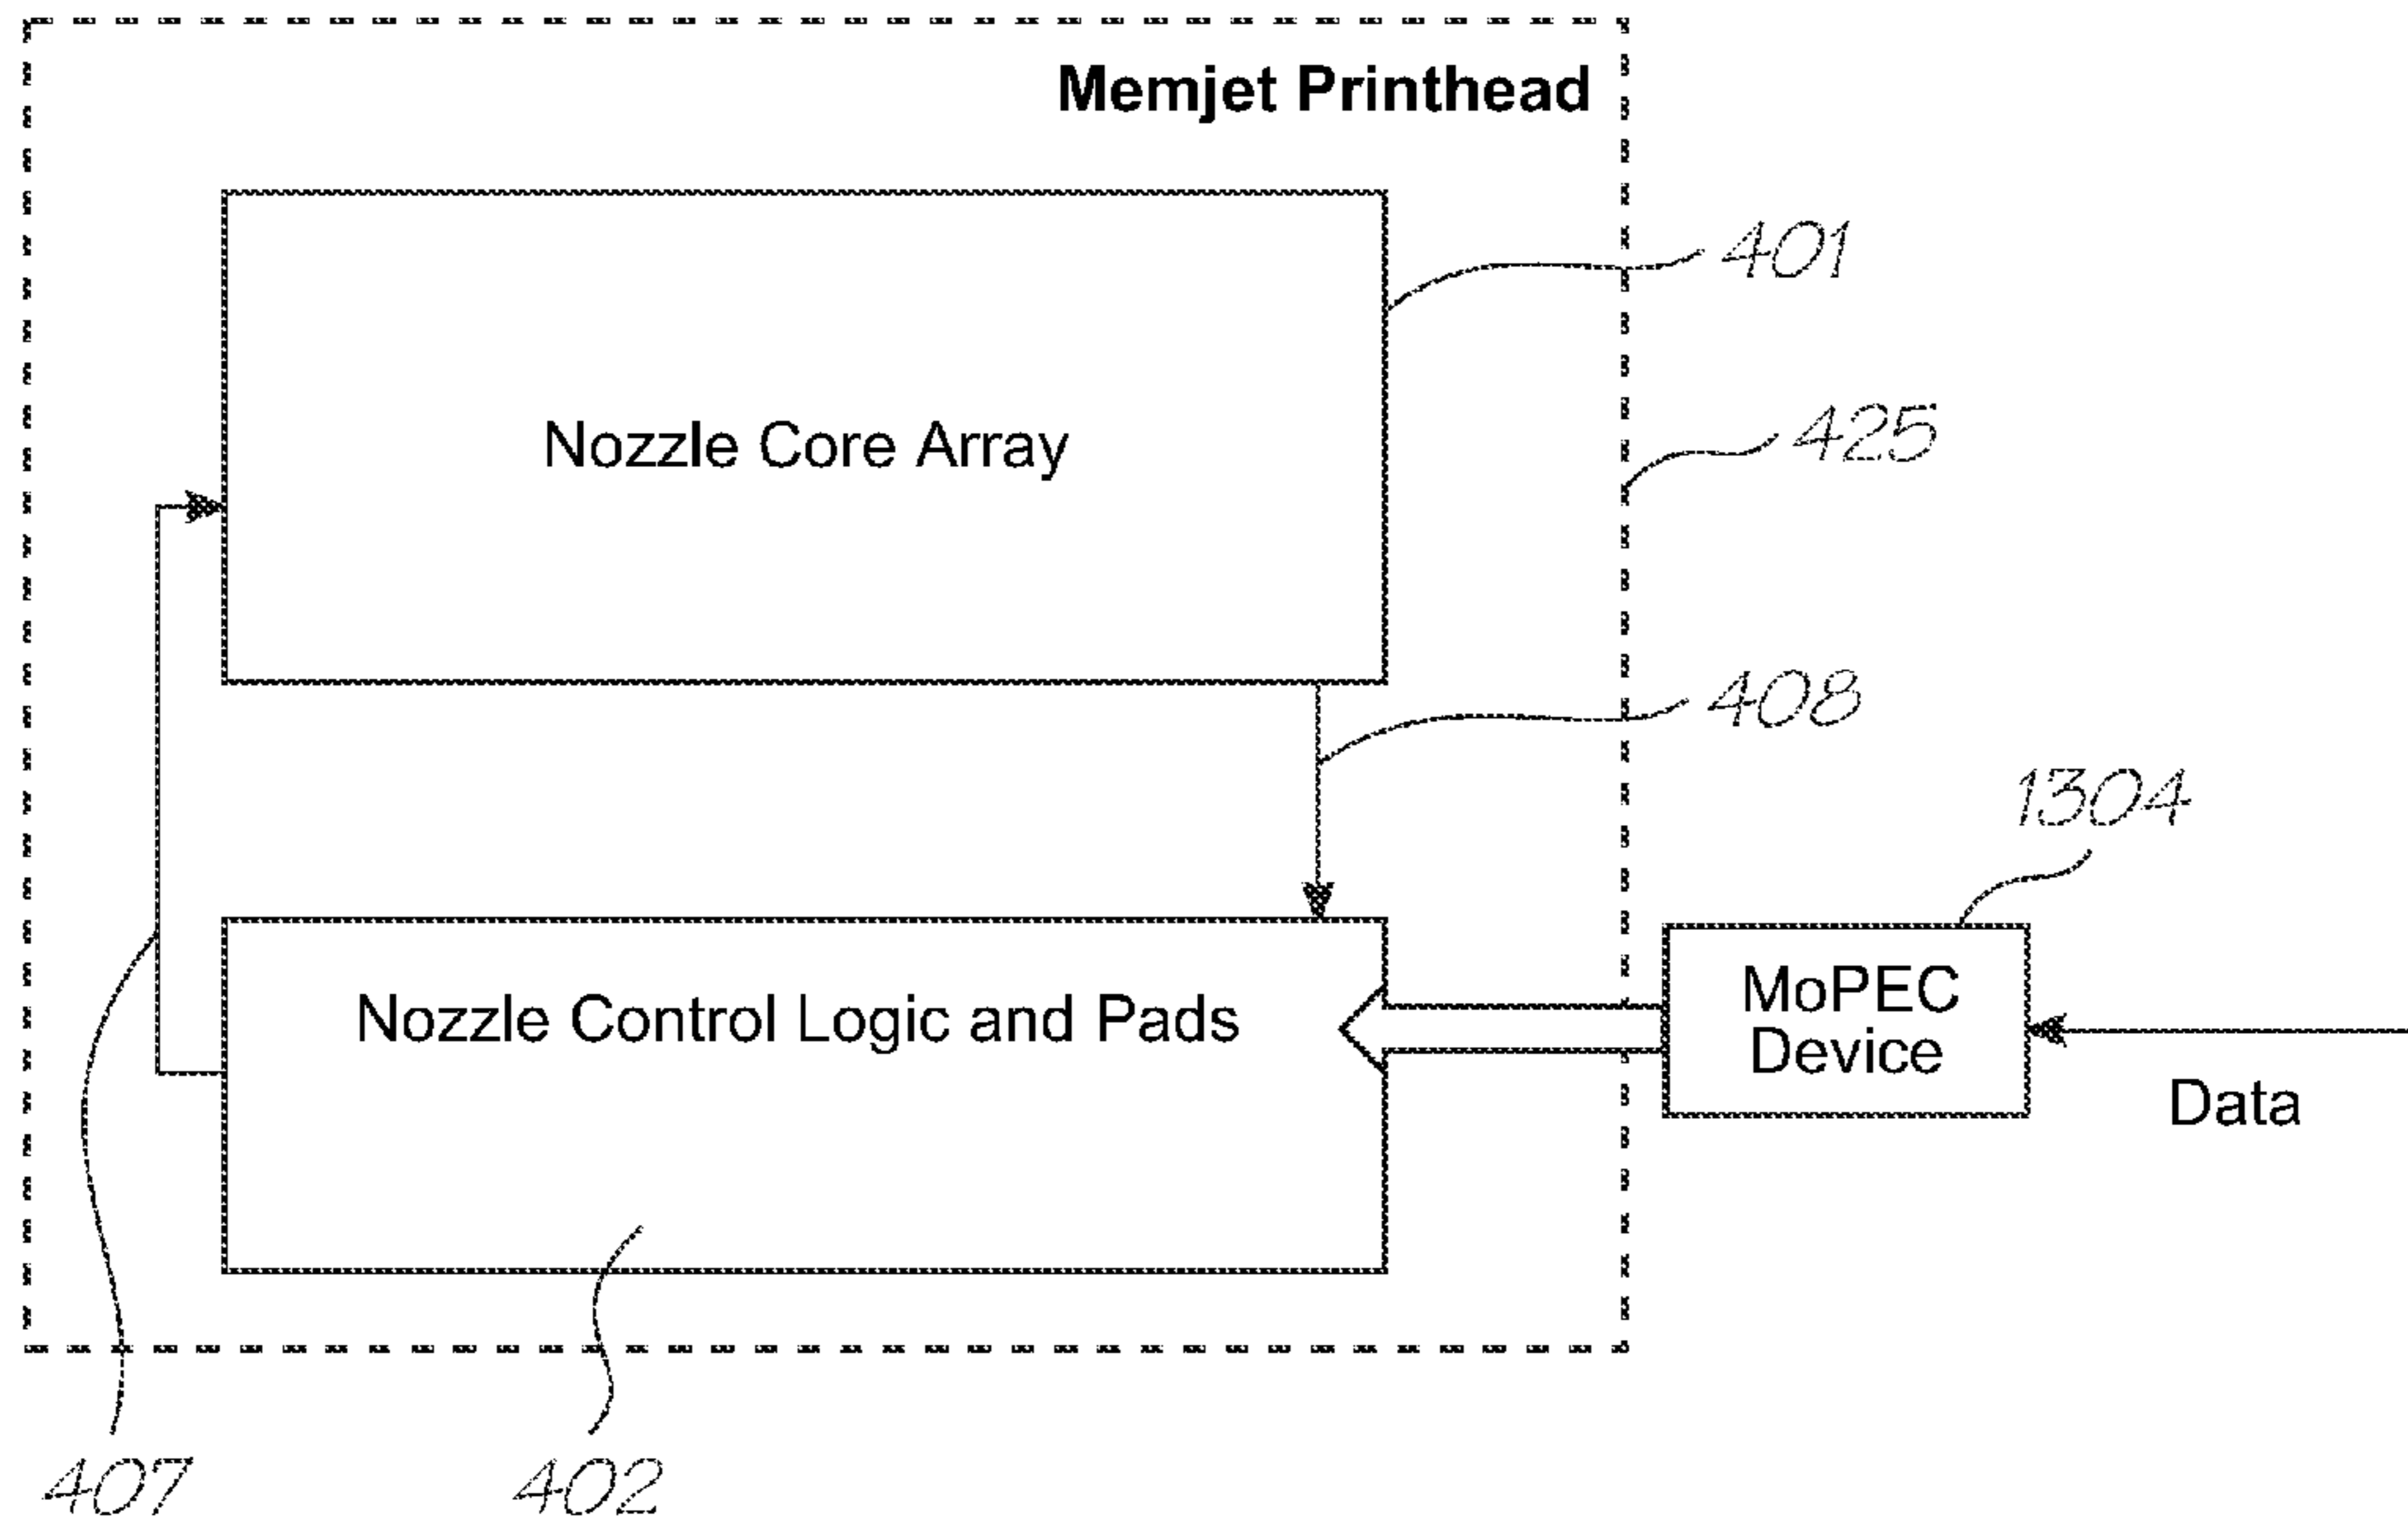 Memjet Printhead
401
Nozzle Core Array
425
408
1304
Nozzle Control Logic and Pads
MoPEC
Device
Data
407
402